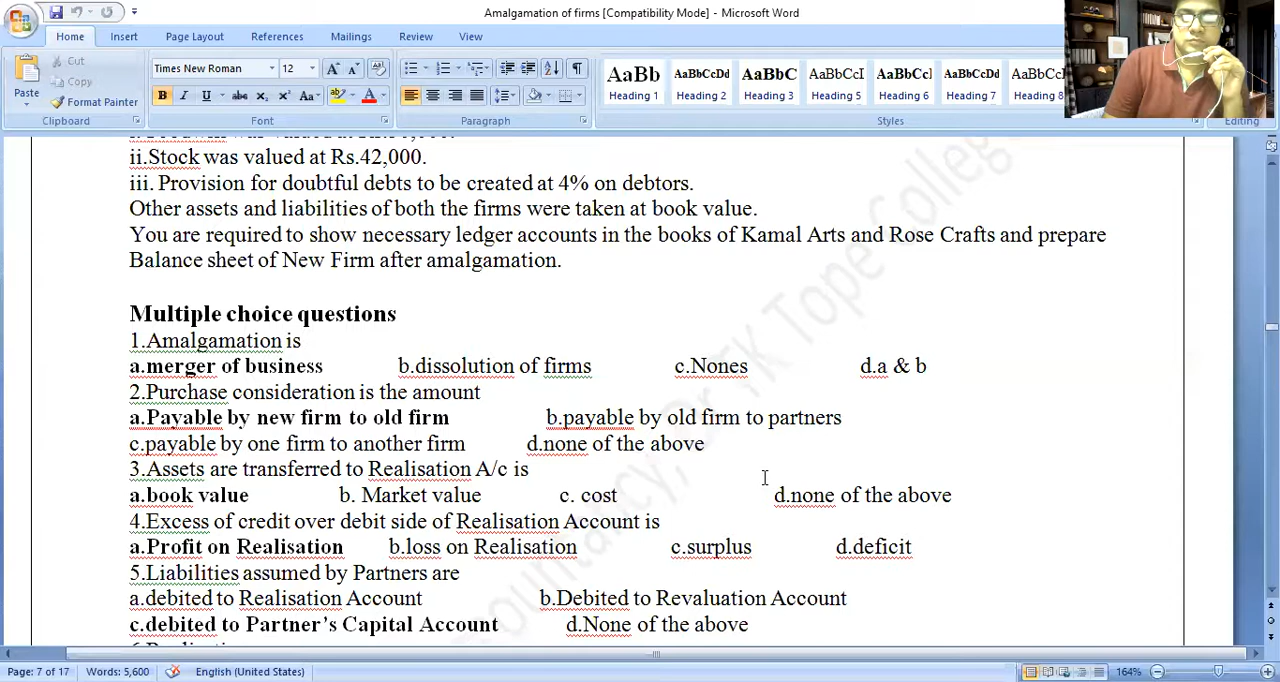 Amalgamation of firms [Compatibility Mode] - Microsoft Word
Home Insert Page Layout References Mailings Review View
Paste
Cut
Copy
Format Painter
Clipboard
Times New Roman 12
Font
Paragraph
AaBb AaBbCcDd AaBbC AaBbCcI AaBbCc AaBbCcDd AaBbCcI
Heading 1 Heading 2 Heading 3 Heading 5 Heading 6 Heading 7 Heading 8
Styles
Editing
ii.Stock was valued at Rs.42,000.
iii. Provision for doubtful debts to be created at 4% on debtors.
Other assets and liabilities of both the firms were taken at book value.
You are required to show necessary ledger accounts in the books of Kamal Arts and Rose Crafts and prepare
Balance sheet of New Firm after amalgamation.
Multiple choice questions
1.Amalgamation is
a.merger of business b.dissolution of firms c.Nones d.a & b
2.Purchase consideration is the amount
a.Payable by new firm to old firm b.payable by old firm to partners
c.payable by one firm to another firm d.none of the above
3.Assets are transferred to Realisation A/c is
a.book value b. Market value c. cost d.none of the above
4.Excess of credit over debit side of Realisation Account is
a.Profit on Realisation b.loss on Realisation c.surplus d.deficit
5.Liabilities assumed by Partners are
a.debited to Realisation Account b.Debited to Revaluation Account
c.debited to Partner's Capital Account d.None of the above
countancy, Dr TK Tope Colleg
Page: 7 of 17 Words: 5,600 English (United States) 164%